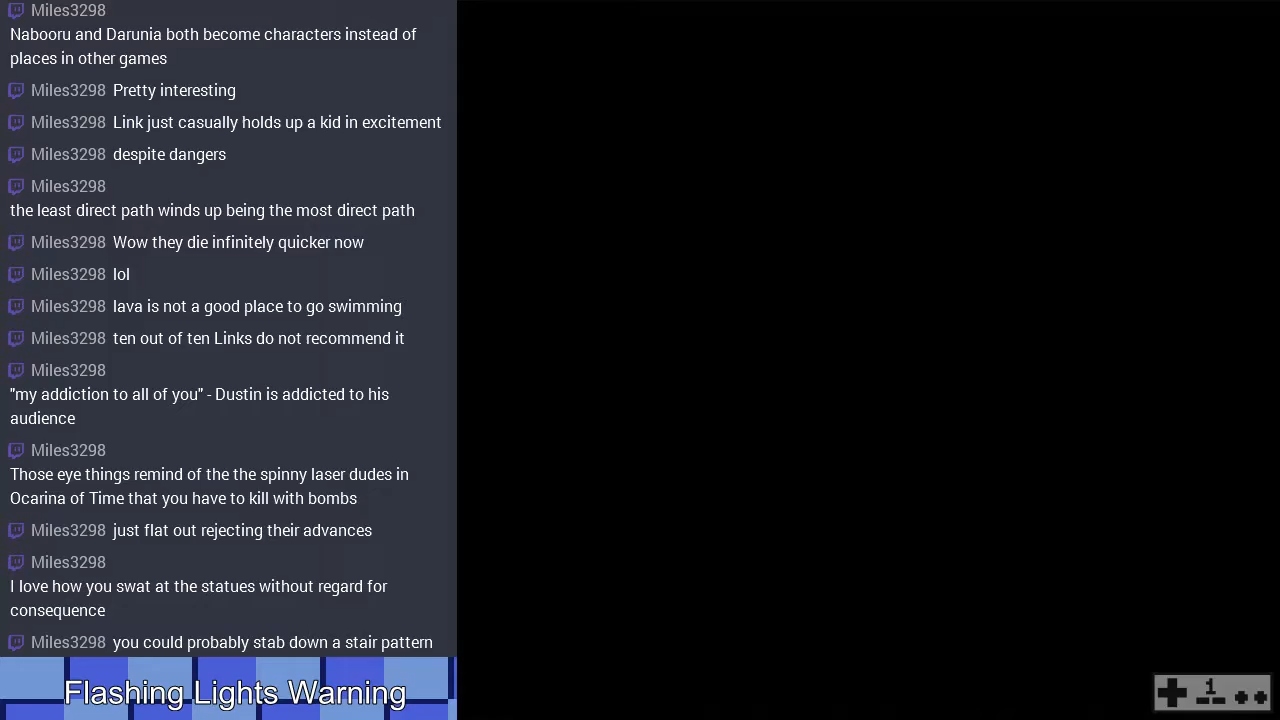 Miles3298
Nabooru and Darunia both become characters instead of
places in other games
Miles3298 Pretty interesting
Miles3298 Link just casually holds up a kid in excitement
Miles3298 despite dangers
Miles3298
the least direct path winds up being the most direct path
Miles3298 Wow they die infinitely quicker now
Miles3298 lol
Miles3298 lava is not a good place to go swimming
Miles3298 ten out of ten Links do not recommend it
Miles3298
"my addiction to all of you" - Dustin is addicted to his
audience
Miles3298
Those eye things remind of the the spinny laser dudes in
Ocarina of Time that you have to kill with bombs
Miles3298 just flat out rejecting their advances
Miles3298
I love how you swat at the statues without regard for
consequence
Miles3298 you could probably stab down a stair pattern
Flashing Lights Warning
1